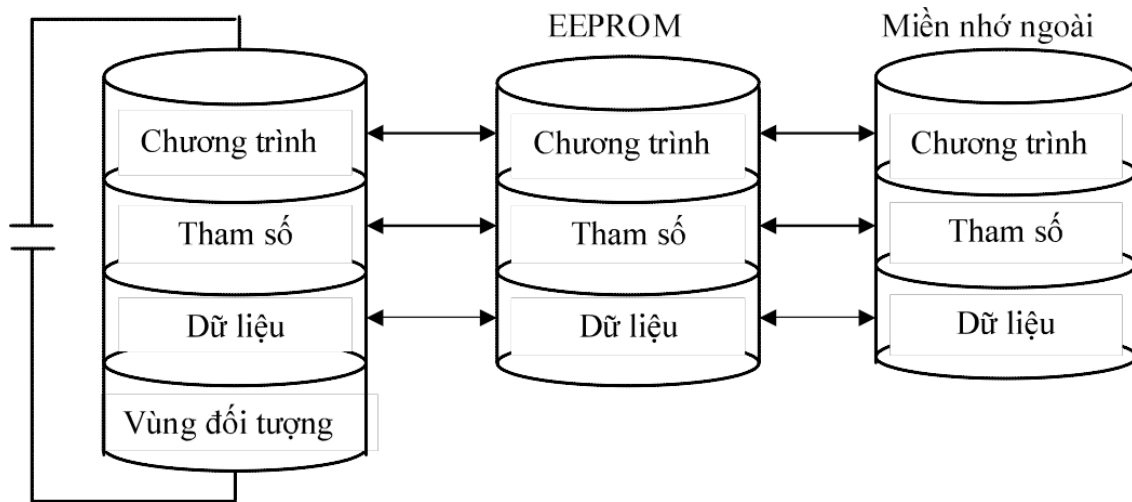 EEPROM
Miền nhớ ngoài
Chương trình
Chương trình
Chương trình
Tham số
Tham số
Tham số
Dữ liệu
Dữ liệu
Dữ liệu
Vùng đối tượng